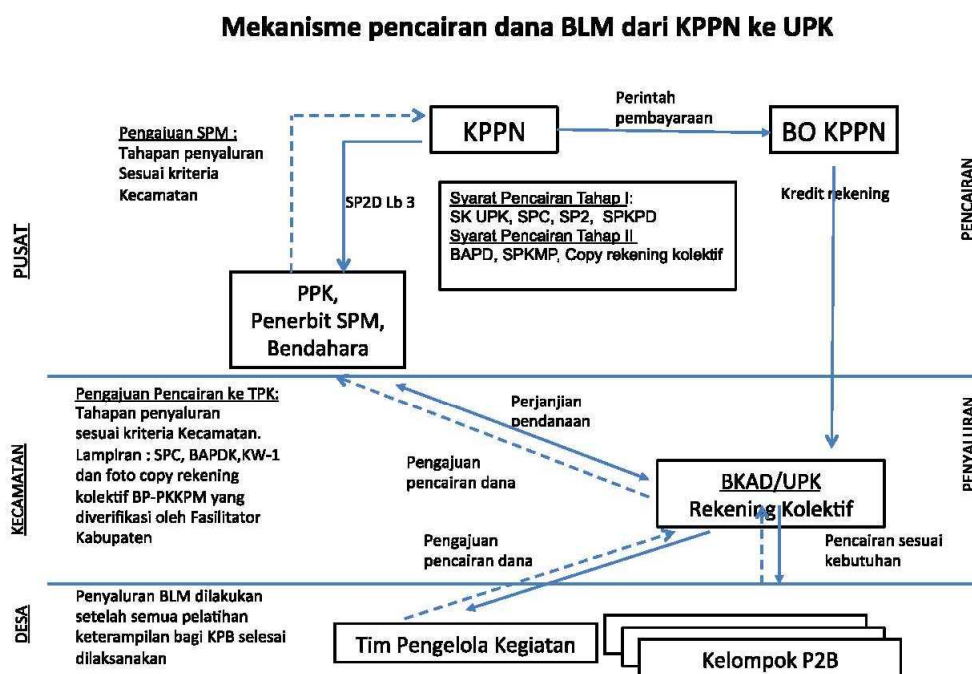 Mekanisme pencairan dana BLM dari KPPN ke UPK
Pengajuan SPM :
Tahapan penyaluran
Sesuai kriteria
Kecamatan
KPPN
Perintah
pembayaraan
BO KPPN
SP2D Lb 3
Syarat Pencairan Tahap I:
SK UPK, SPC, SP2, SPKPD
Syarat Pencairan Tahap II
BAPD, SPKMP, Copy rekening kolektif
Kredit rekening
PENCAIRAN
PUSAT
PPK,
Penerbit SPM,
Bendahara
Pengajuan Pencairan ke TPK:
Tahapan penyaluran
sesuai kriteria Kecamatan.
Lampiran : SPC, BAPDK,KW-1
dan foto copy rekening
kolektif BP-PKKPM yang
diverifikasi oleh Fasilitator
Kabupaten
Perjanjian
pendanaan
Pengajuan
pencairan dana
PENYALURAN
KECAMATAN
BKAD/UPK
Rekening Kolektif
Pengajuan
pencairan dana
Pencairan sesuai
kebutuhan
DESA
Penyaluran BLM dilakukan
setelah semua pelatihan
keterampilan bagi KPB selesai
dilaksanakan
Tim Pengelola Kegiatan
Kelompok P2B